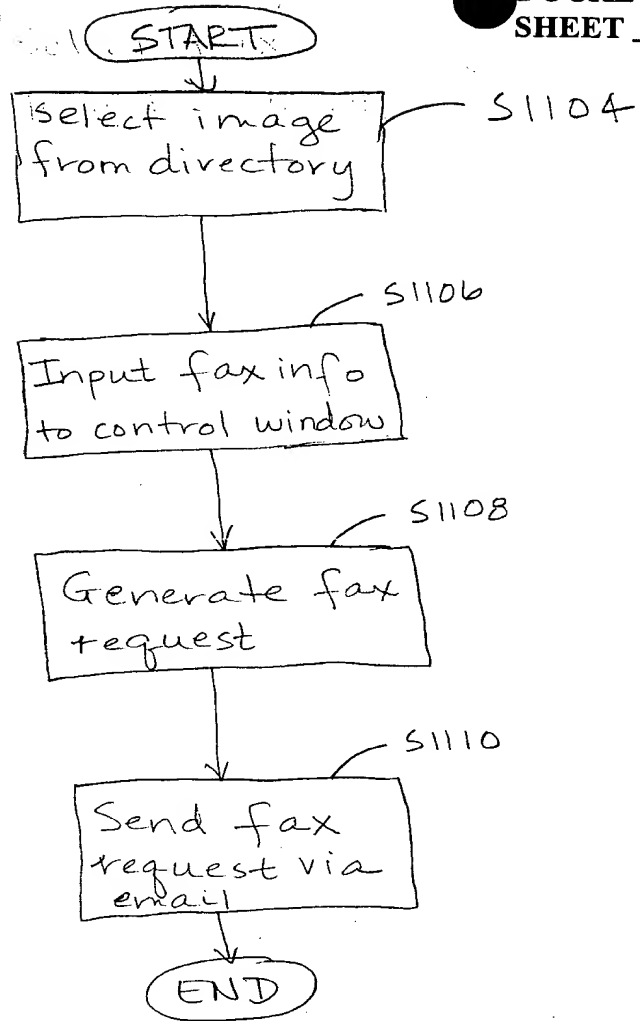 START
SHEET
select image
from directory
S1104
S1106
Input fax info
to control window
S1108
Generate fax
request
S1110
Send fax
request via
email
END